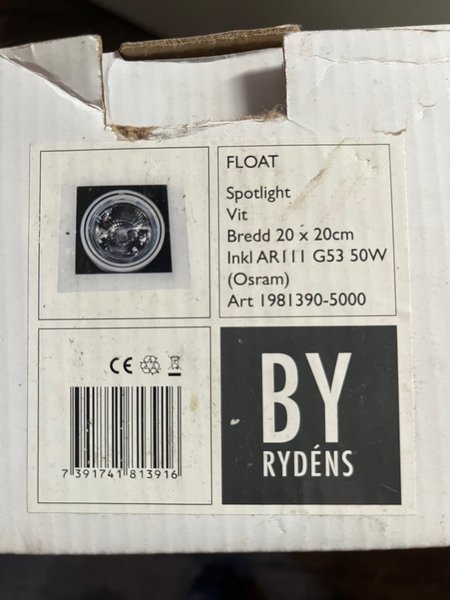 FLOAT
Spotlight
Vit
Bredd 20 x 20cm
Inkl AR111 G53 50W
(Osram)
Art 1981390-5000
CE
7 391741 813916
BY
RYDÉNS